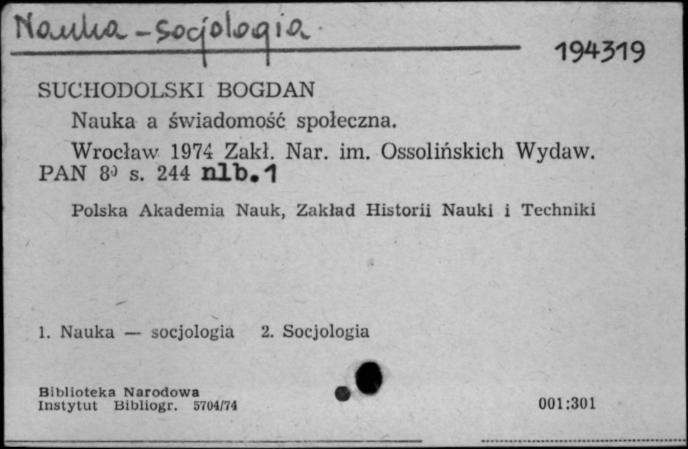 Nauka – socjologia
194319
SUCHODOLSKI BOGDAN
Nauka a świadomość społeczna.
Wrocław 1974 Zakł. Nar. im. Ossolińskich Wydaw.
PAN 8⁰ s. 244 nlb. 1
Polska Akademia Nauk, Zakład Historii Nauki i Techniki
1. Nauka — socjologia 2. Socjologia
Biblioteka Narodowa
Instytut Bibliogr. 5704/74
001:301